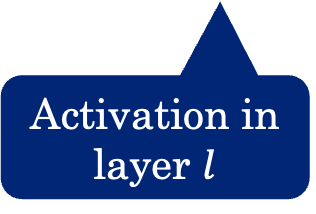 Activation in
layer l